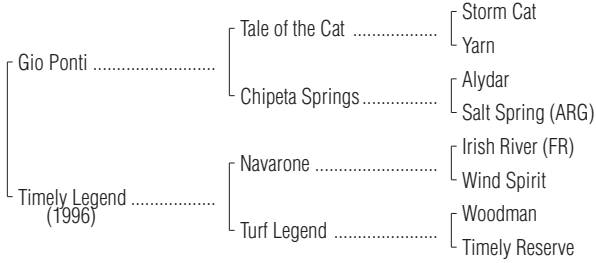 Storm Cat
Tale of the Cat ..................
Yarn
Gio Ponti ..........................
Alydar
Chipeta Springs................
Salt Spring (ARG)
Irish River (FR)
Navarone ..........................
Wind Spirit
Timely Legend ..................
(1996)
Woodman
Turf Legend ......................
Timely Reserve